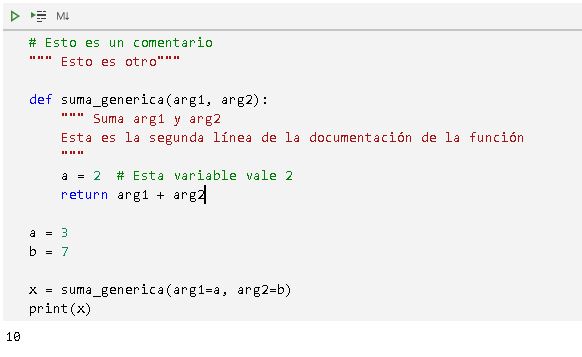 M↓
# Esto es un comentario
""" Esto es otro"""
def suma_generica(arg1, arg2):
""" Suma arg1 y arg2
Esta es la segunda línea de la documentación de la función
"""
a = 2  # Esta variable vale 2
return arg1 + arg2
a = 3
b = 7
x = suma_generica(arg1=a, arg2=b)
print(x)
10